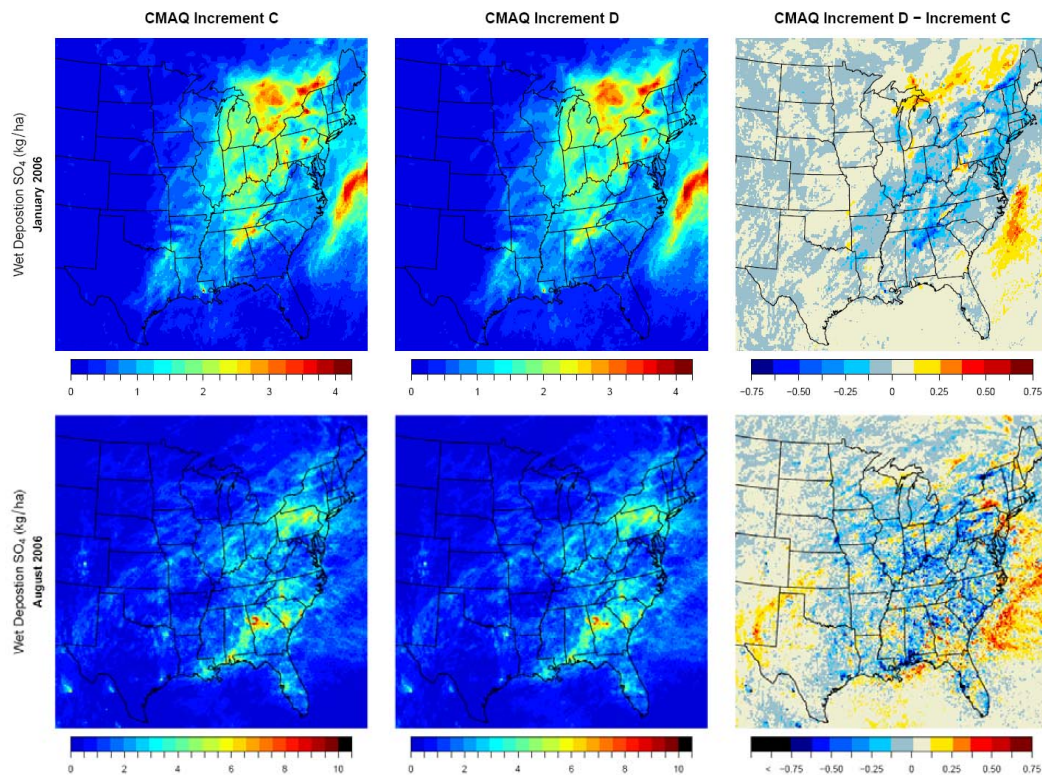 CMAQ Increment C
CMAQ Increment D
CMAQ Increment D − Increment C
Wet Depostion SO4 (kg/ha)
January 2006
0 1 2 3 4
0 1 2 3 4
−0.75 −0.50 −0.25 0 0.25 0.50 0.75
Wet Depostion SO4 (kg/ha)
August 2006
0 2 4 6 8 10
0 2 4 6 8 10
< −0.75 −0.50 −0.25 0 0.25 0.50 0.75